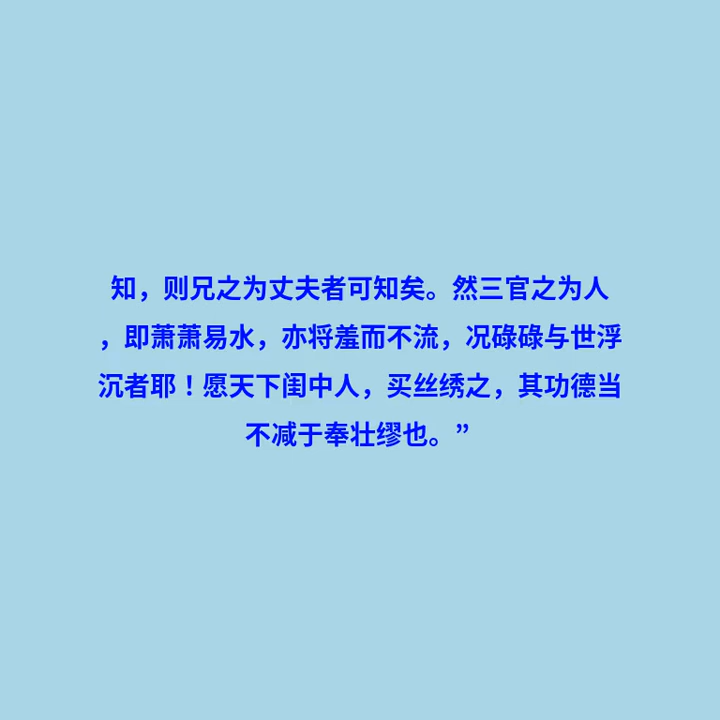 知，则兄之为丈夫者可知矣。然三官之为人
，即萧萧易水，亦将羞而不流，况碌碌与世浮
沉者耶！愿天下闺中人，买丝绣之，其功德当
不减于奉壮缪也。”